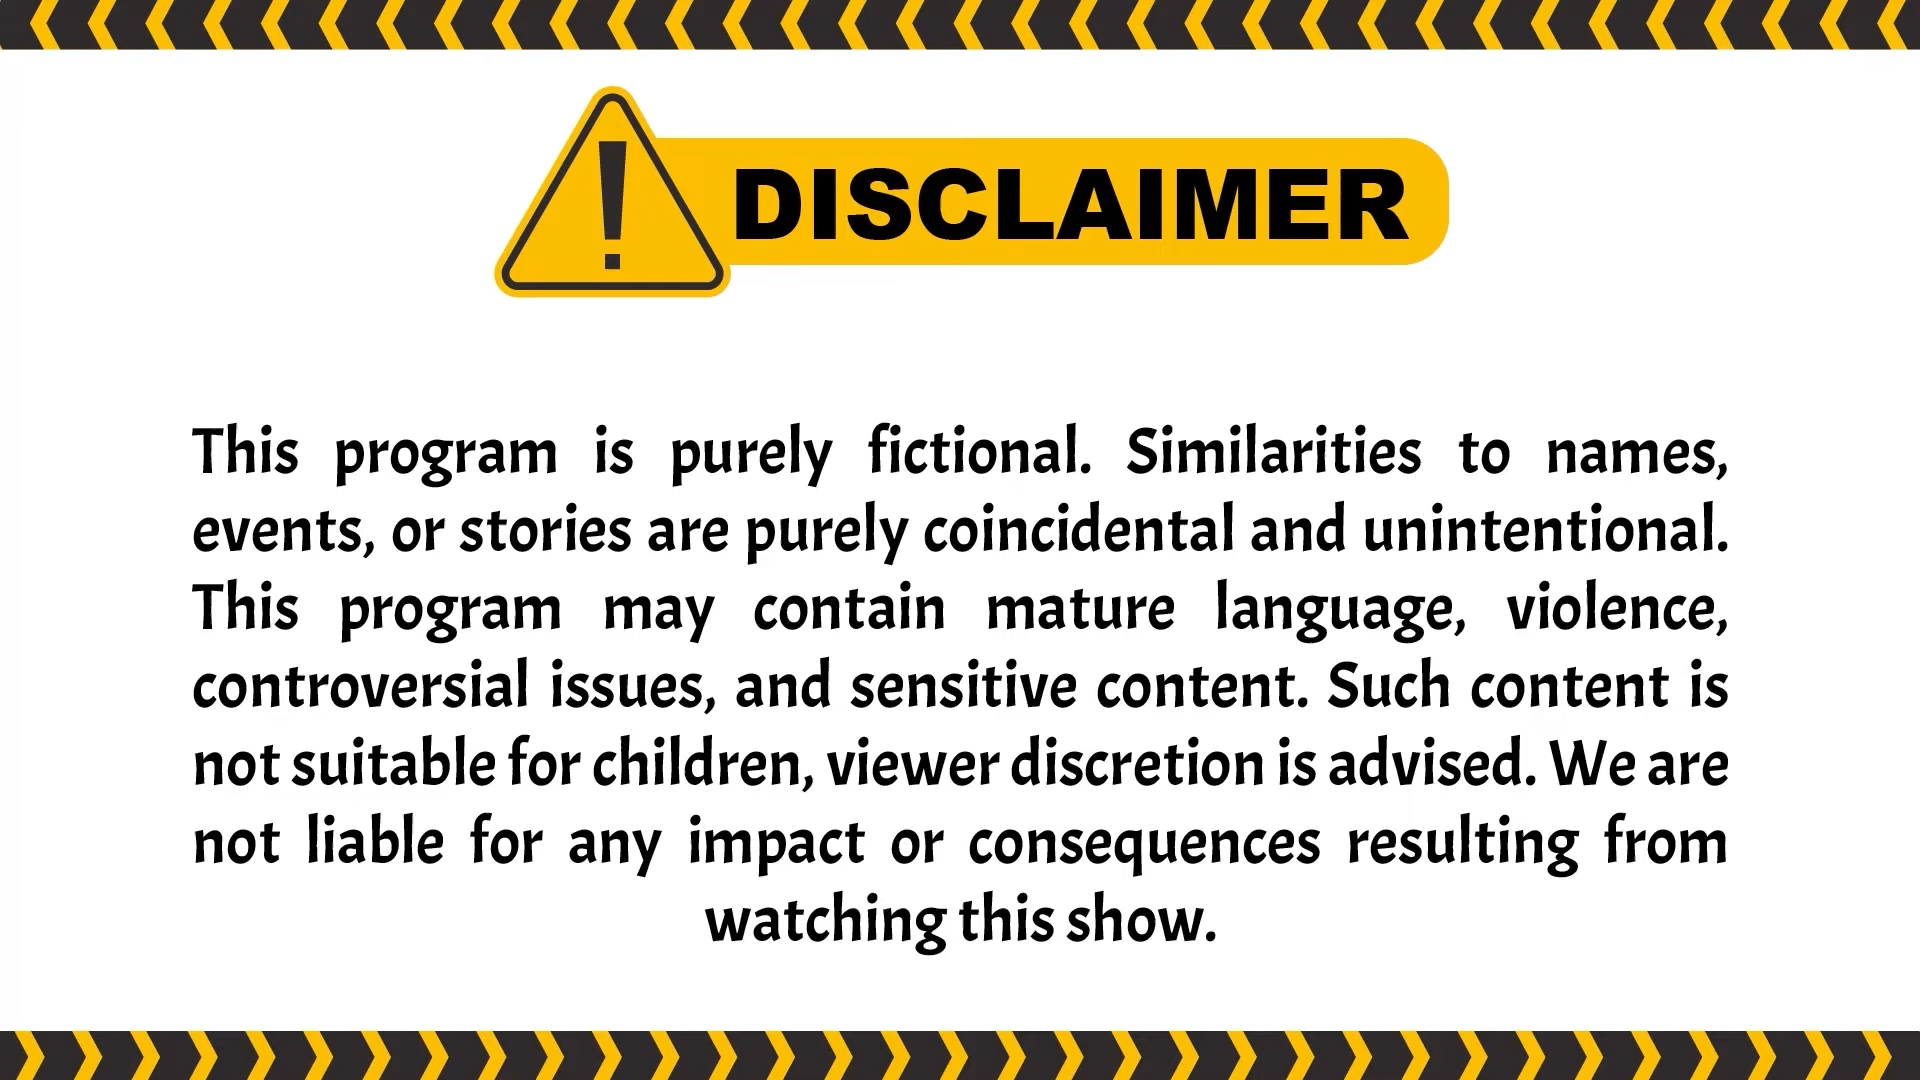 DISCLAIMER
This program is purely fictional. Similarities to names,
events, or stories are purely coincidental and unintentional.
This program may contain mature language, violence,
controversial issues, and sensitive content. Such content is
not suitable for children, viewer discretion is advised. We are
not liable for any impact or consequences resulting from
watching this show.